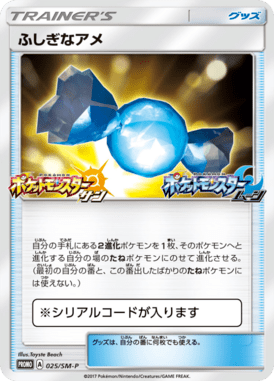 TRAINER'S グッズ
ふしぎなアメ
ポケットモンスター サン ポケットモンスター ムーン
自分の手札にある2進化ポケモンを1枚、そのポケモンへと
進化する自分の場のたねポケモンにのせて進化させる。
(最初の自分の番と、この番出したばかりのたねポケモンに
は使えない。)
※シリアルコードが入ります
グッズは、自分の番に何枚でも使える。
Illus.Toyste Beach
PROMO A 025/SM-P
©2017 Pokémon/Nintendo/Creatures/GAME FREAK.